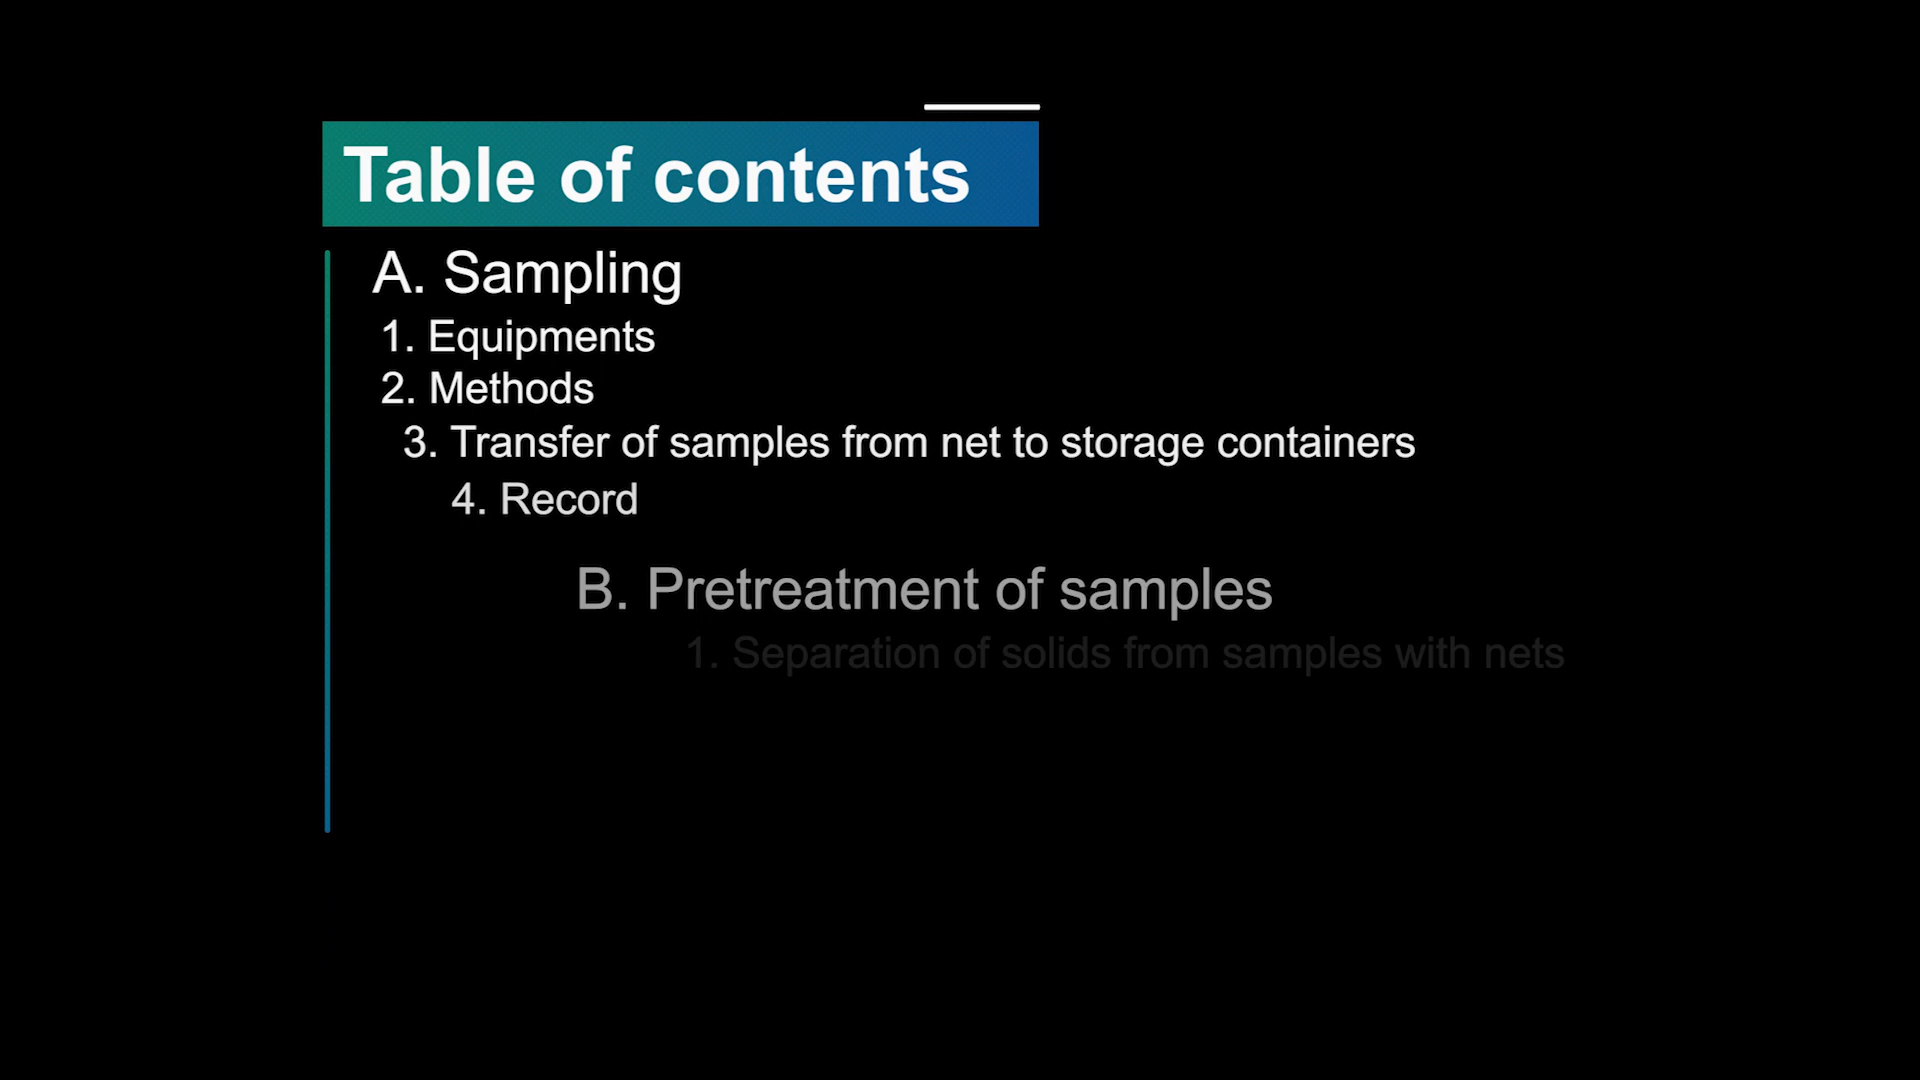 Table of contents
A. Sampling
1. Equipments
2. Methods
3. Transfer of samples from net to storage containers
4. Record
B. Pretreatment of samples
1. Separation of solids from samples with nets